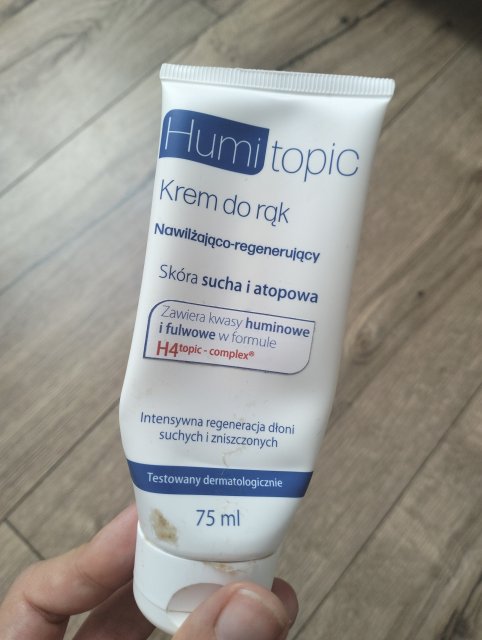 Humitopic
Krem do rąk
Nawilżająco-regenerujący
Skóra sucha i atopowa
Zawiera kwasy huminowe
i fulwowe w formule
H4topic - complex®
Intensywna regeneracja dłoni
suchych i zniszczonych
Testowany dermatologicznie
75 ml